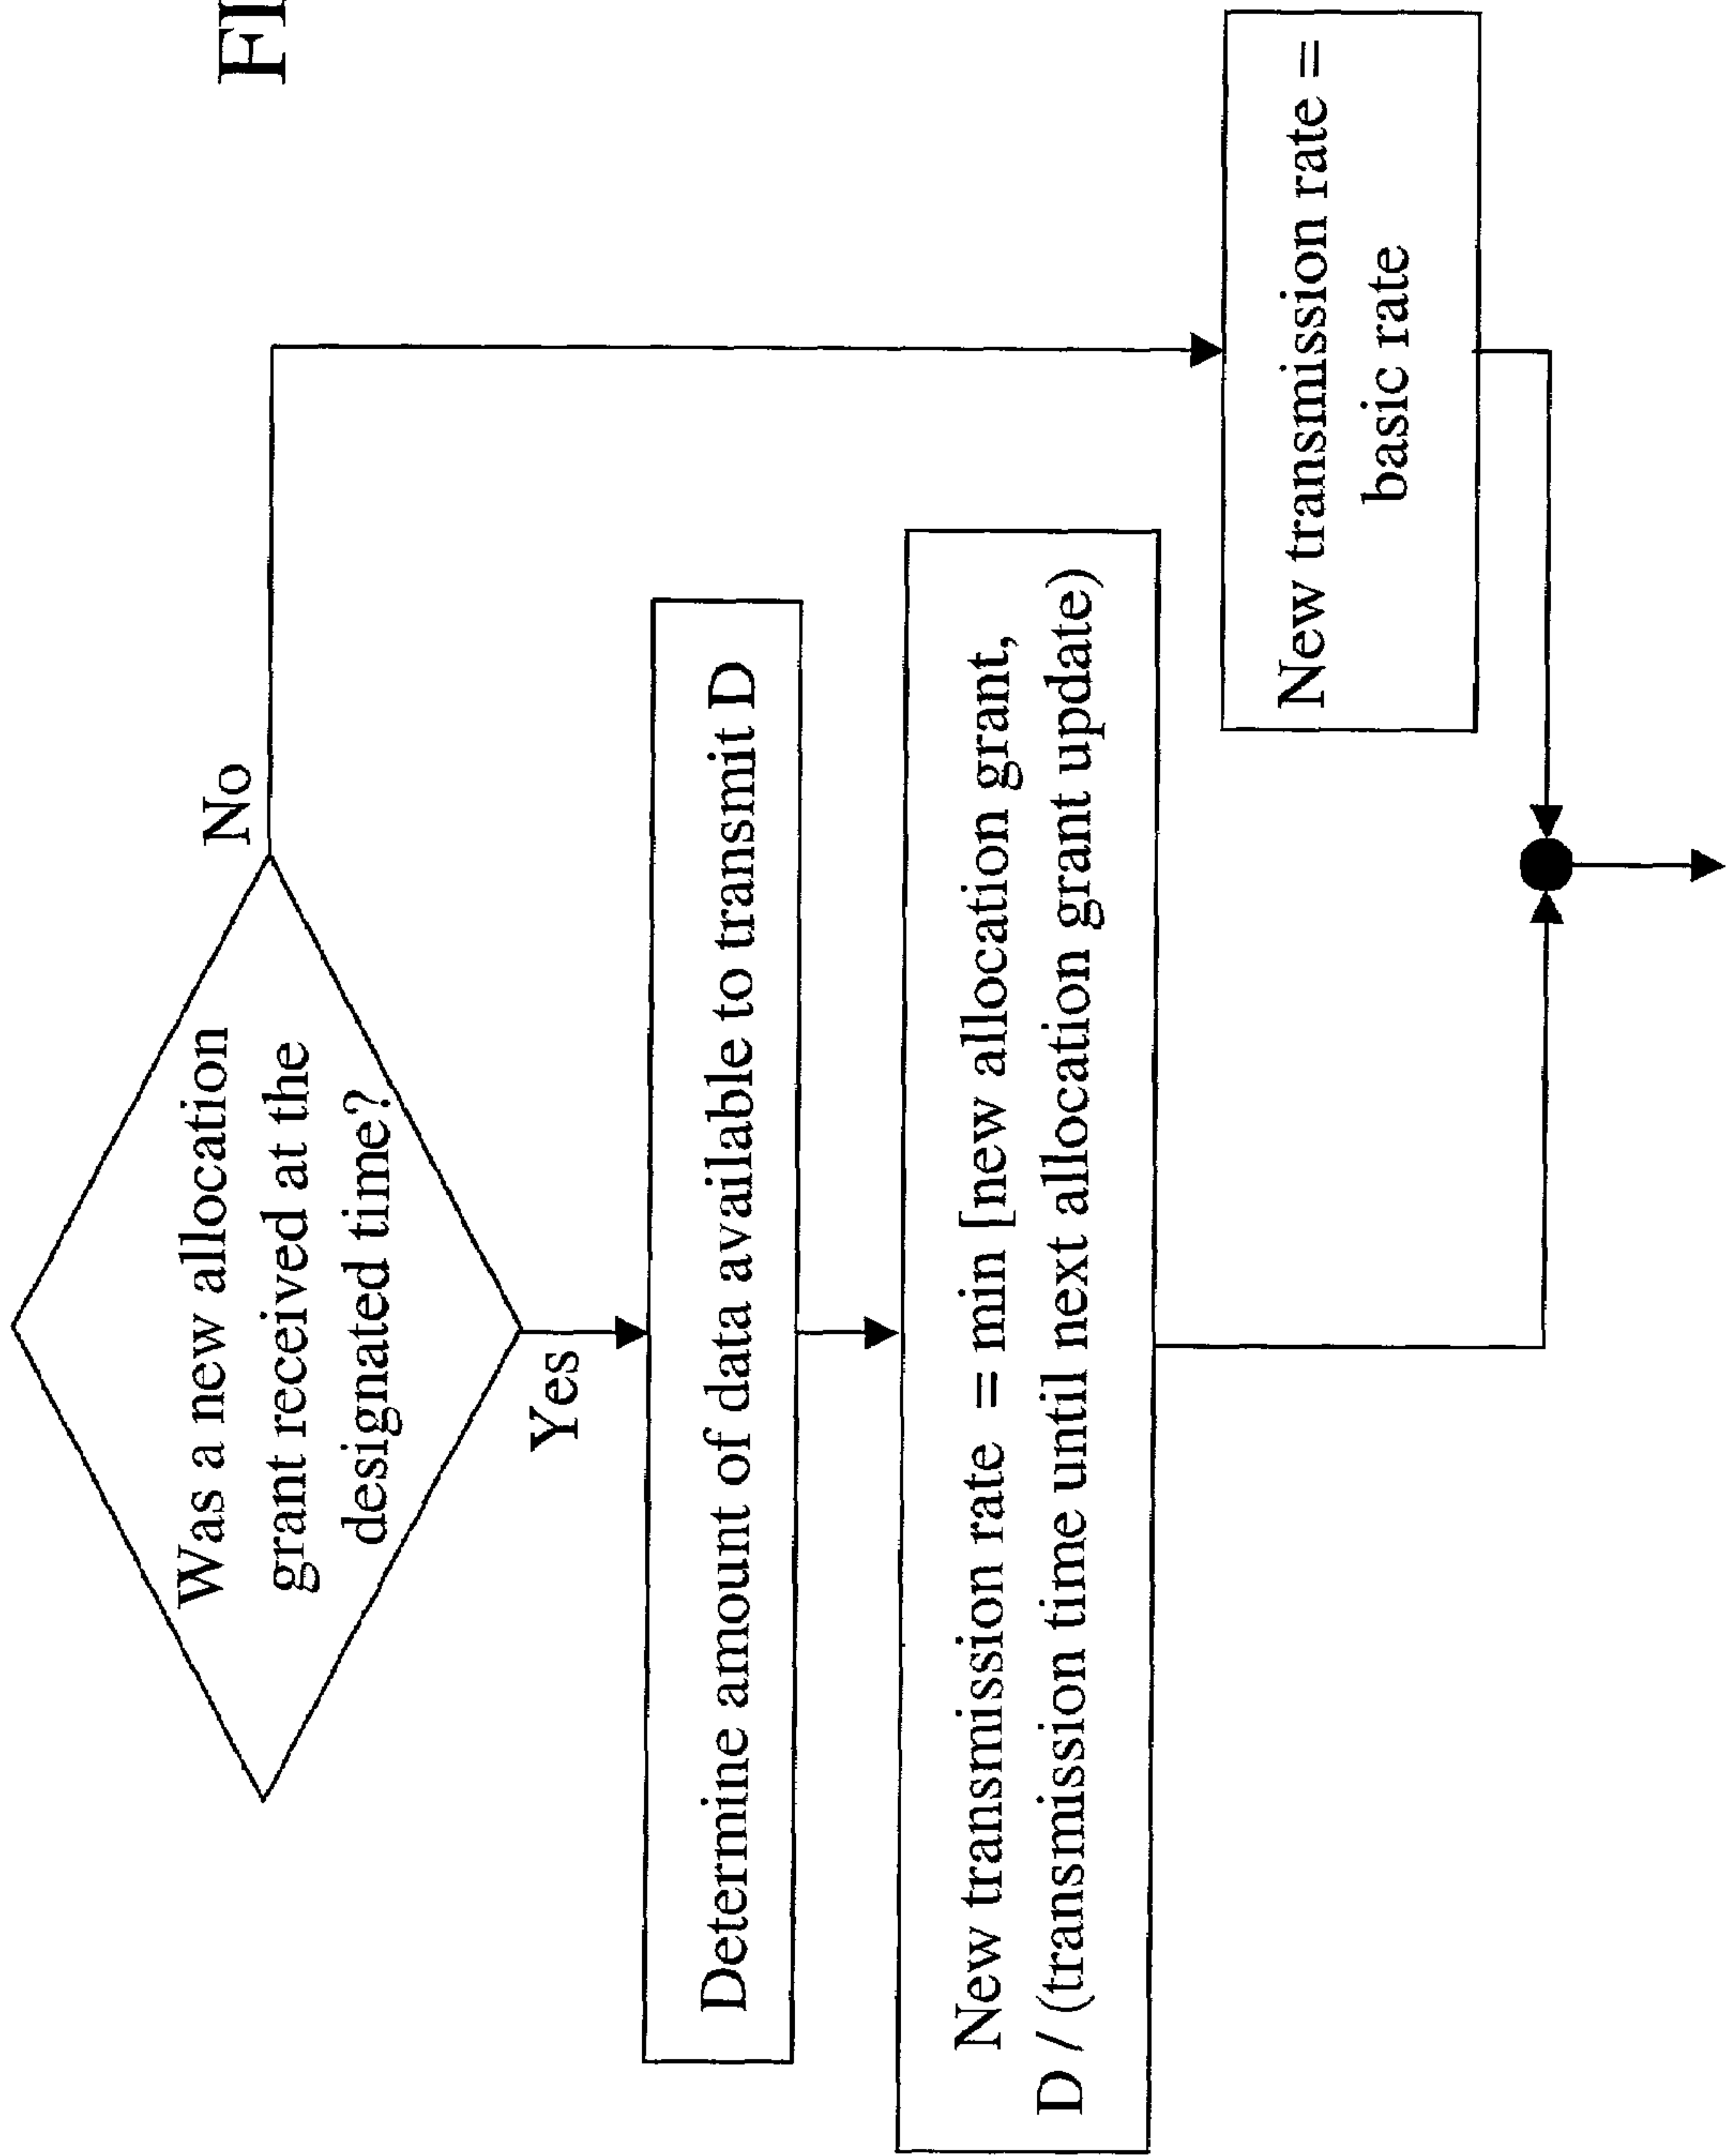 FI
Was a new allocation
grant received at the
designated time?
No
Yes
Determine amount of data available to transmit D
New transmission rate = min [new allocation grant,
D / (transmission time until next allocation grant update)
New transmission rate =
basic rate